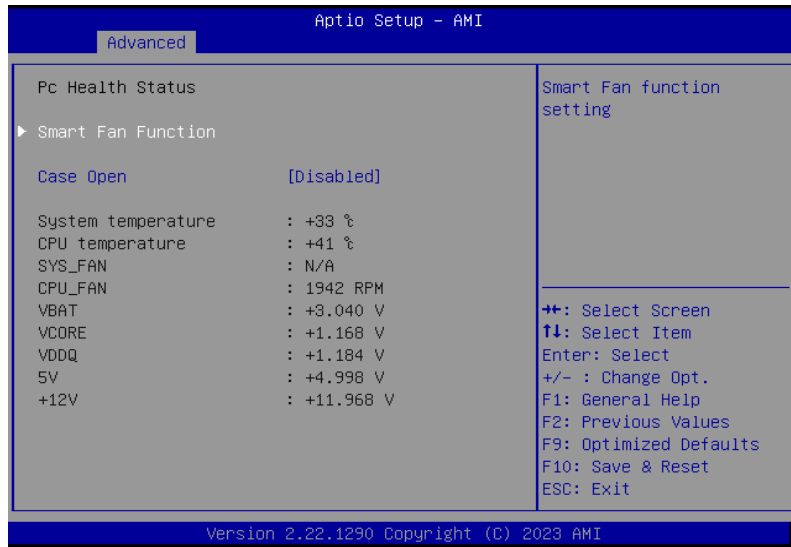 Aptio Setup – AMI
Advanced
Pc Health Status
Smart Fan Function
Case Open [Disabled]
System temperature : +33 ℃
CPU temperature : +41 ℃
SYS_FAN : N/A
CPU_FAN : 1942 RPM
VBAT : +3.040 V
VCORE : +1.168 V
VDDQ : +1.184 V
5V : +4.998 V
+12V : +11.968 V
Smart Fan function
setting
→←: Select Screen
↑↓: Select Item
Enter: Select
+/- : Change Opt.
F1: General Help
F2: Previous Values
F9: Optimized Defaults
F10: Save & Reset
ESC: Exit
Version 2.22.1290 Copyright (C) 2023 AMI